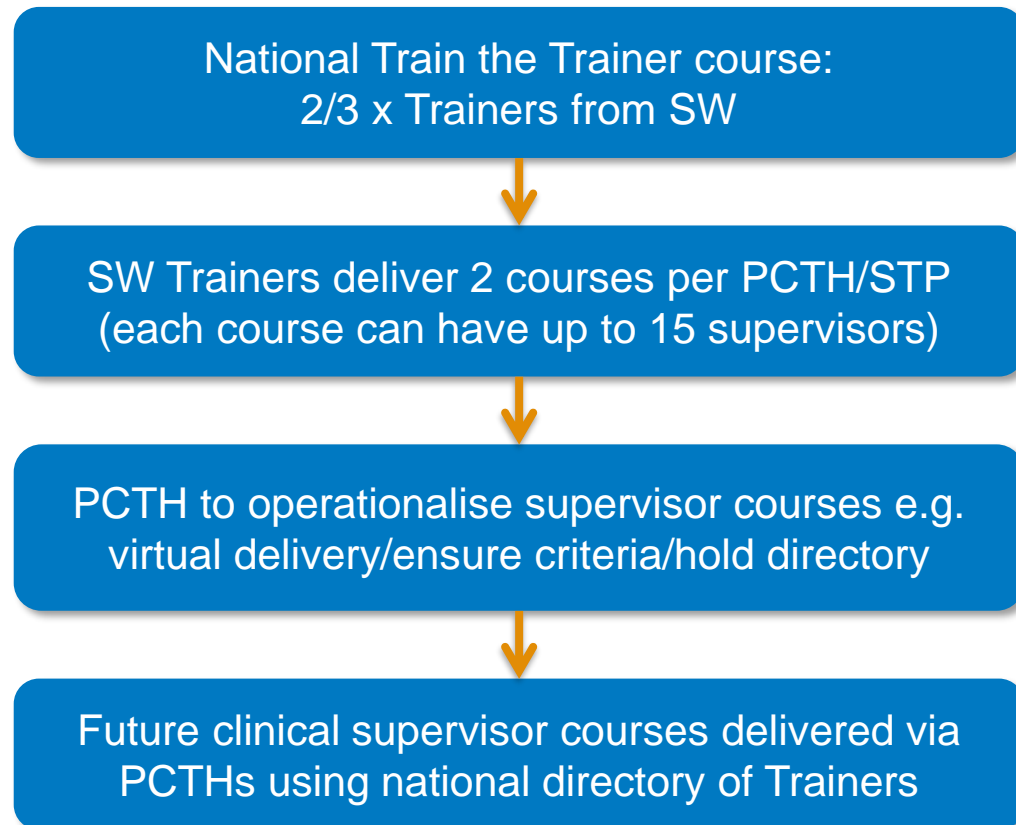 National Train the Trainer course:
2/3 x Trainers from SW
SW Trainers deliver 2 courses per PCTH/STP
(each course can have up to 15 supervisors)
PCTH to operationalise supervisor courses e.g.
virtual delivery/ensure criteria/hold directory
Future clinical supervisor courses delivered via
PCTHs using national directory of Trainers